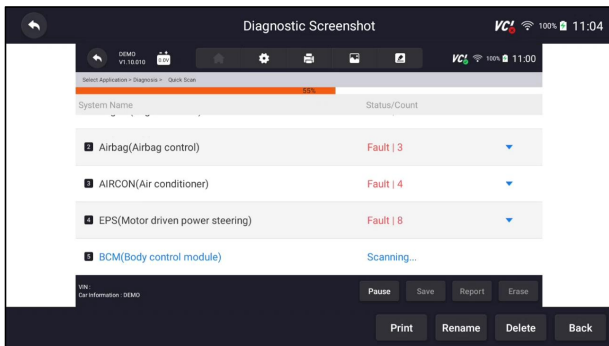 Diagnostic Screenshot
VCI 100% 11:04
DEMO
V1.10.010
0.0V
VCI 100% 11:00
Select Application > Diagnosis > Quick Scan
55%
System Name Status/Count
2 Airbag(Airbag control) Fault | 3
3 AIRCON(Air conditioner) Fault | 4
4 EPS(Motor driven power steering) Fault | 8
5 BCM(Body control module) Scanning...
VIN :
Car Information : DEMO
Pause Save Report Erase
Print Rename Delete Back